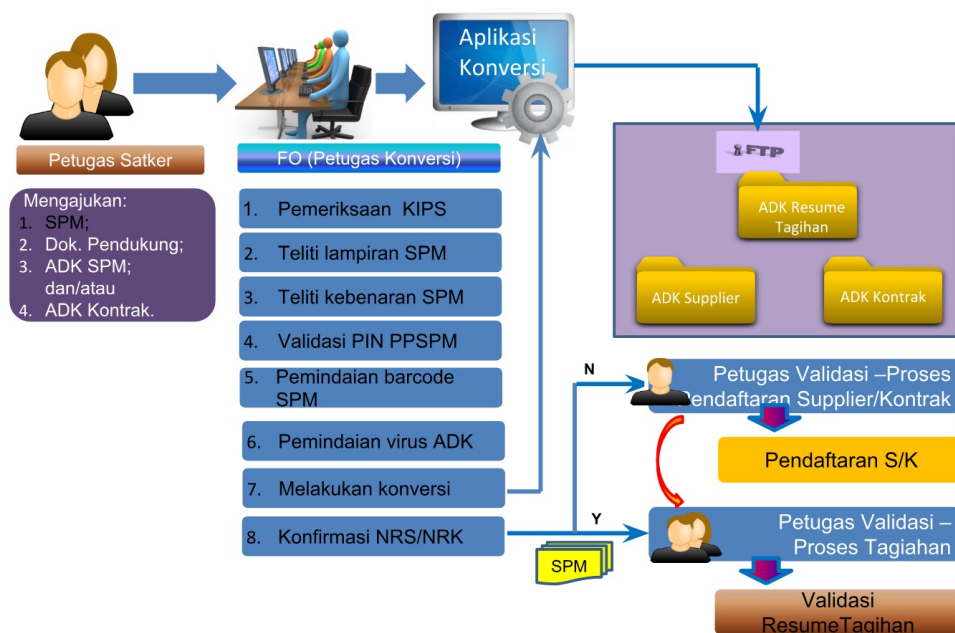 Aplikasi
Konversi
FTP
Petugas Satker
FO (Petugas Konversi)
Mengajukan:
1. SPM;
2. Dok. Pendukung;
3. ADK SPM;
dan/atau
4. ADK Kontrak.
1. Pemeriksaan KIPS
2. Teliti lampiran SPM
3. Teliti kebenaran SPM
4. Validasi PIN PPSPM
5. Pemindaian barcode
SPM
6. Pemindaian virus ADK
7. Melakukan konversi
8. Konfirmasi NRS/NRK
ADK Resume
Tagihan
ADK Supplier
ADK Kontrak
N
Petugas Validasi –Proses
Pendaftaran Supplier/Kontrak
Pendaftaran S/K
Y
SPM
Petugas Validasi –
Proses Tagiahan
Validasi
ResumeTagihan